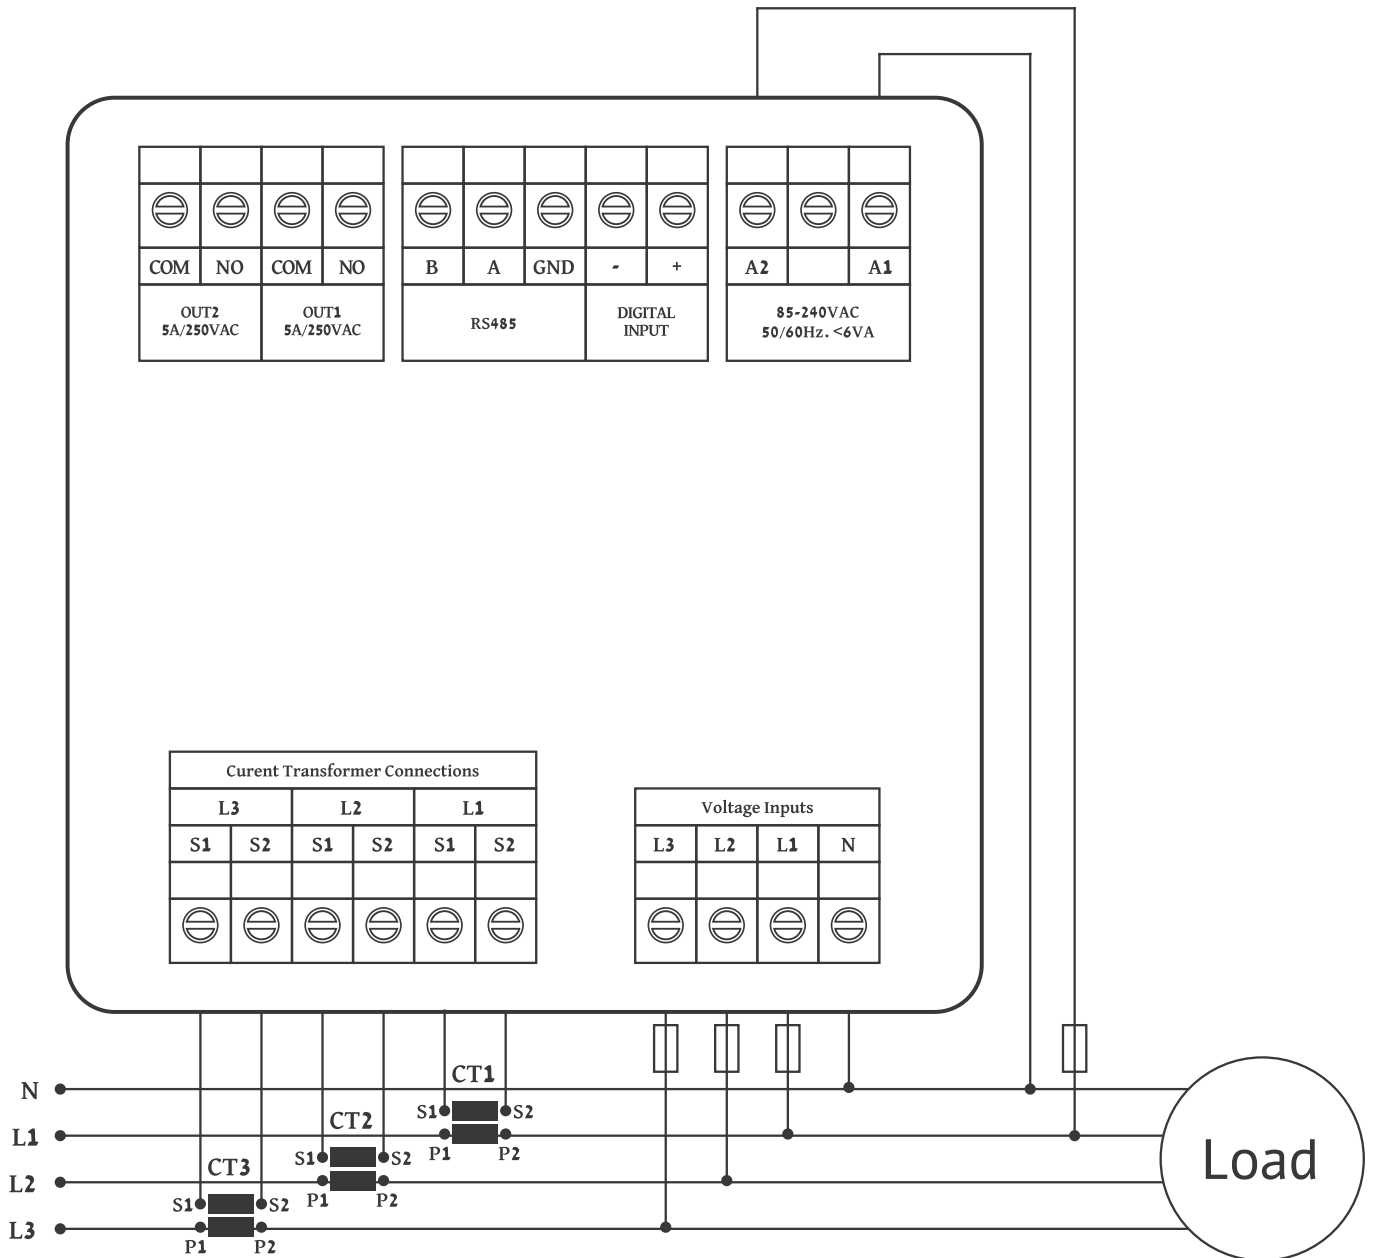 COM NO COM NO B A GND - + A2 A1
OUT2
5A/250VAC
OUT1
5A/250VAC
RS485
DIGITAL
INPUT
85-240VAC
50/60Hz. <6VA
Curent Transformer Connections
L3 L2 L1
S1 S2 S1 S2 S1 S2
Voltage Inputs
L3 L2 L1 N
CT1
N
S1 S2
CT2
L1
P1 P2
S1 S2
CT3
L2
P1 P2
S1 S2
L3
P1 P2
Load